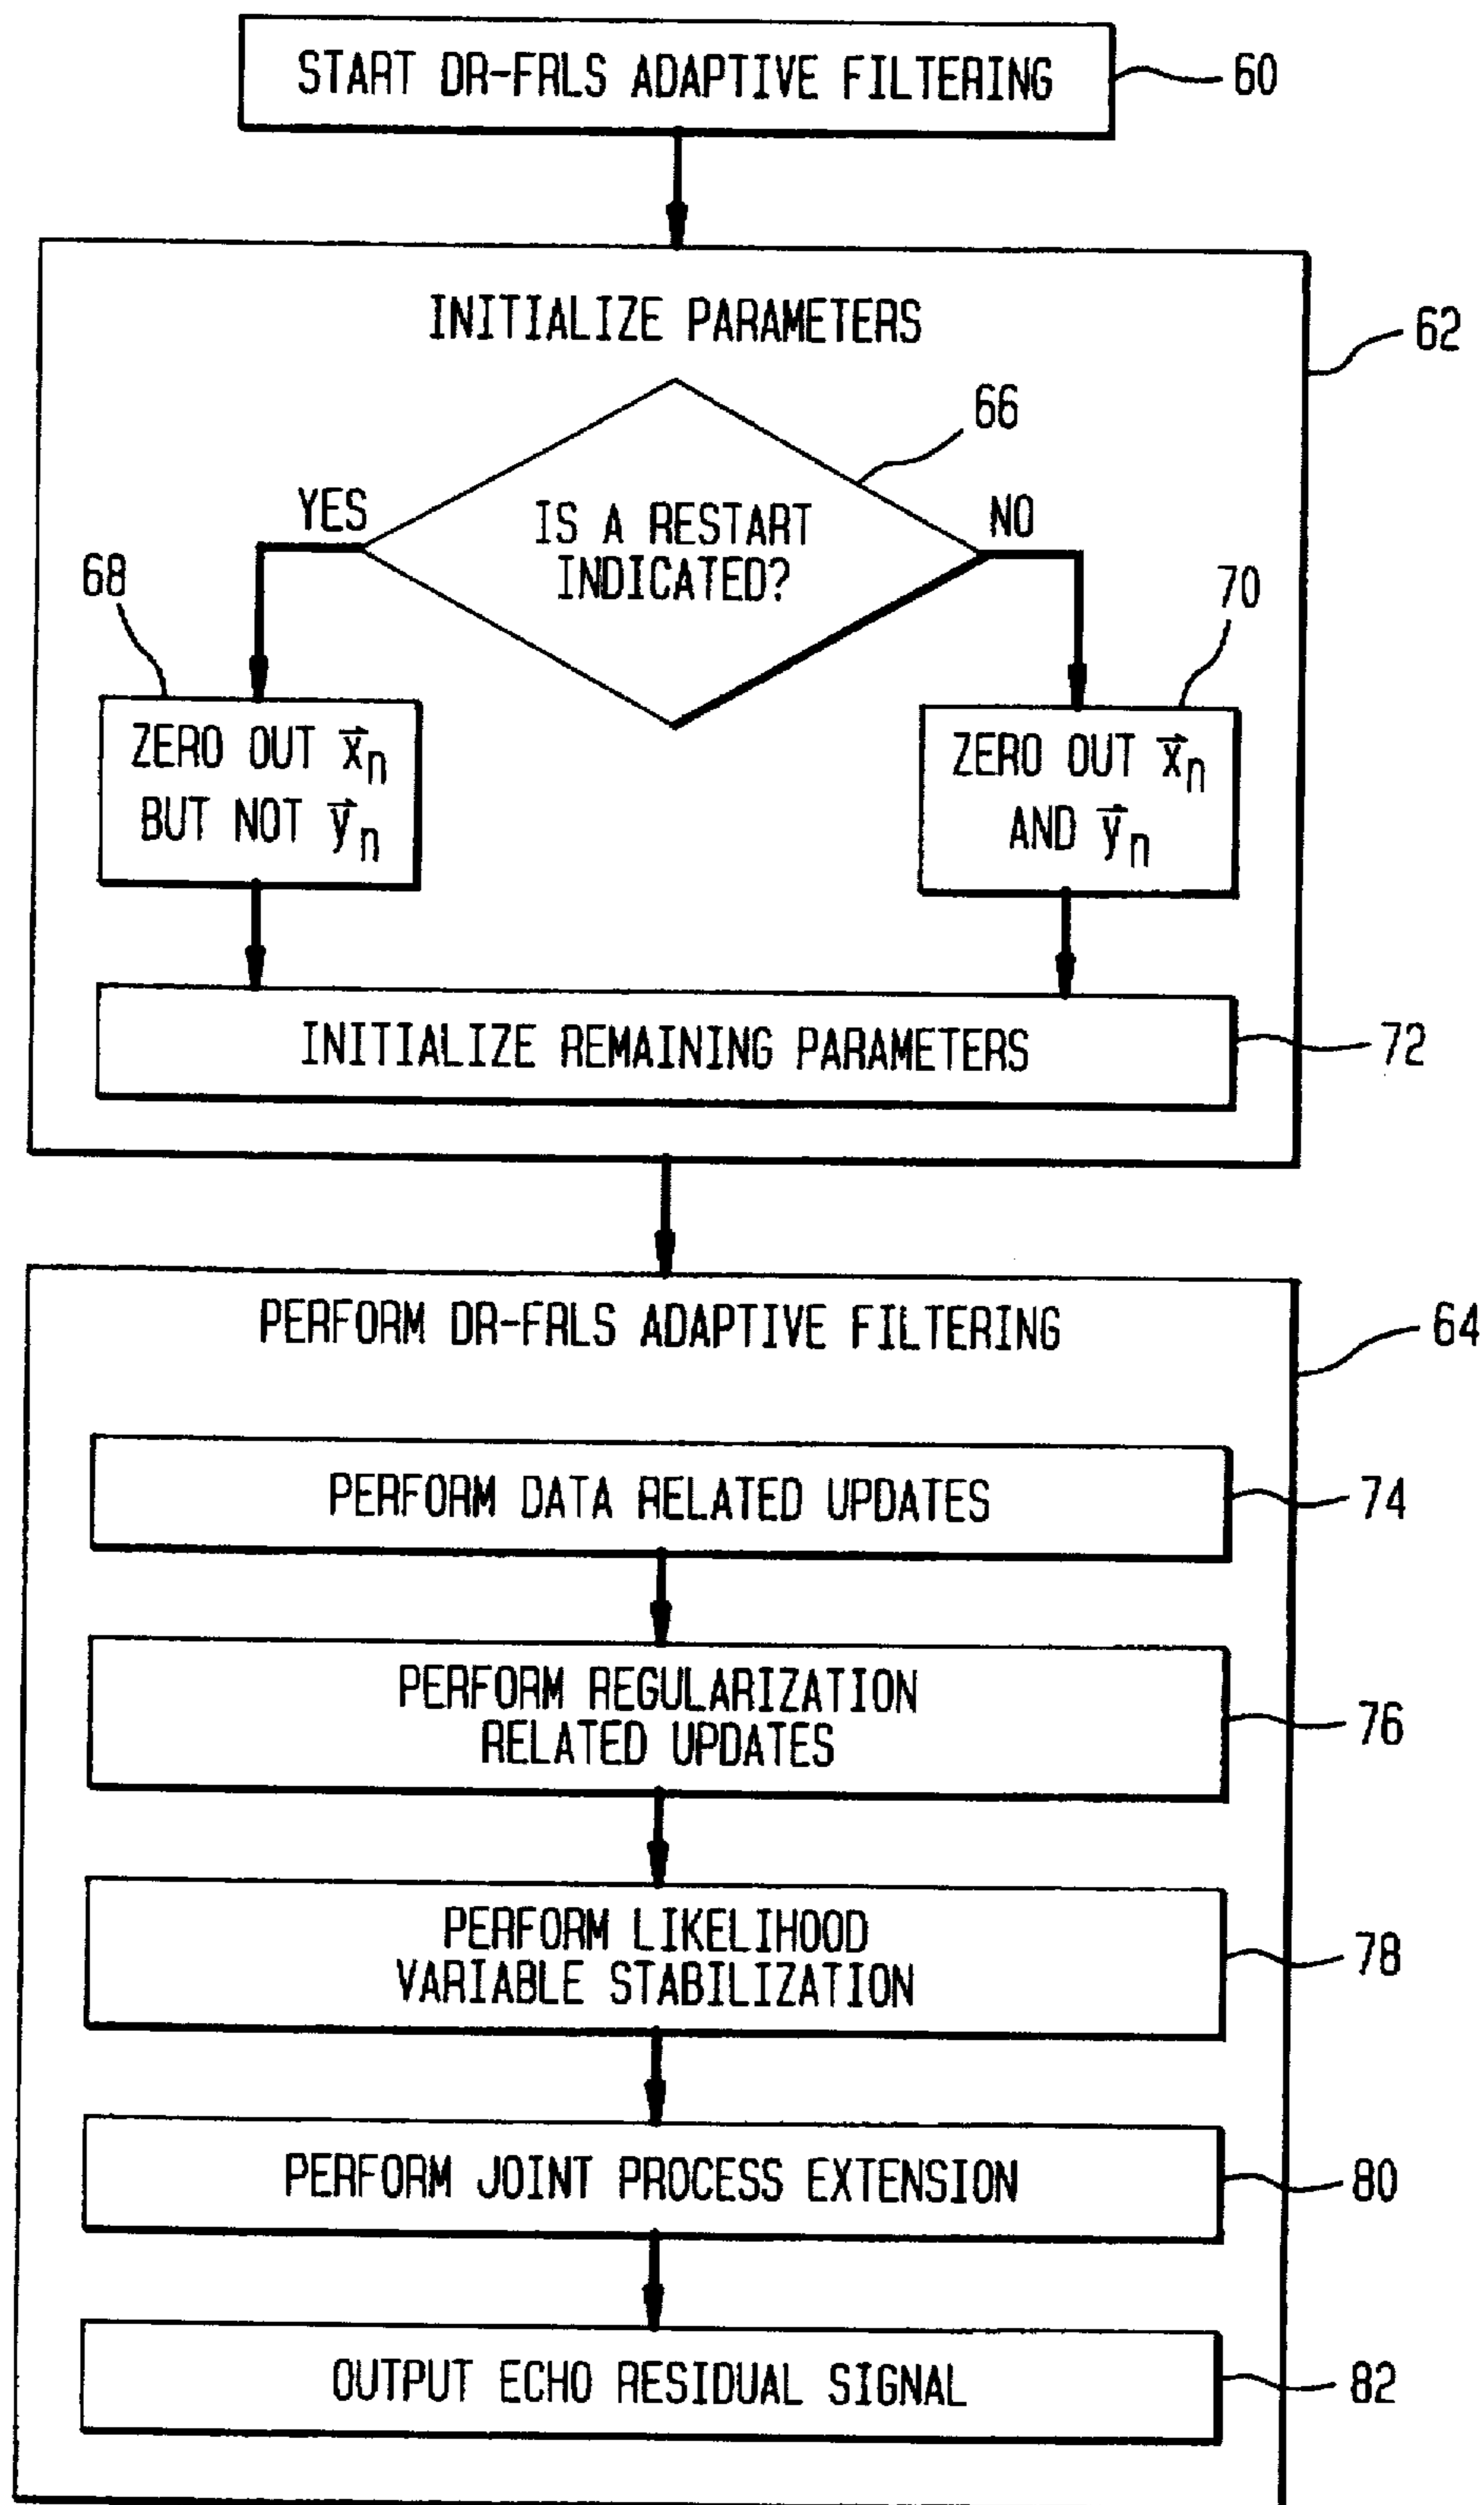 START DR-FRLS ADAPTIVE FILTERING
60
INITIALIZE PARAMETERS
62
66
YES
IS A RESTART
INDICATED?
NO
68
70
ZERO OUT x⃗n
BUT NOT y⃗n
ZERO OUT x⃗n
AND y⃗n
INITIALIZE REMAINING PARAMETERS
72
PERFORM DR-FRLS ADAPTIVE FILTERING
64
PERFORM DATA RELATED UPDATES
74
PERFORM REGULARIZATION
RELATED UPDATES
76
PERFORM LIKELIHOOD
VARIABLE STABILIZATION
78
PERFORM JOINT PROCESS EXTENSION
80
OUTPUT ECHO RESIDUAL SIGNAL
82